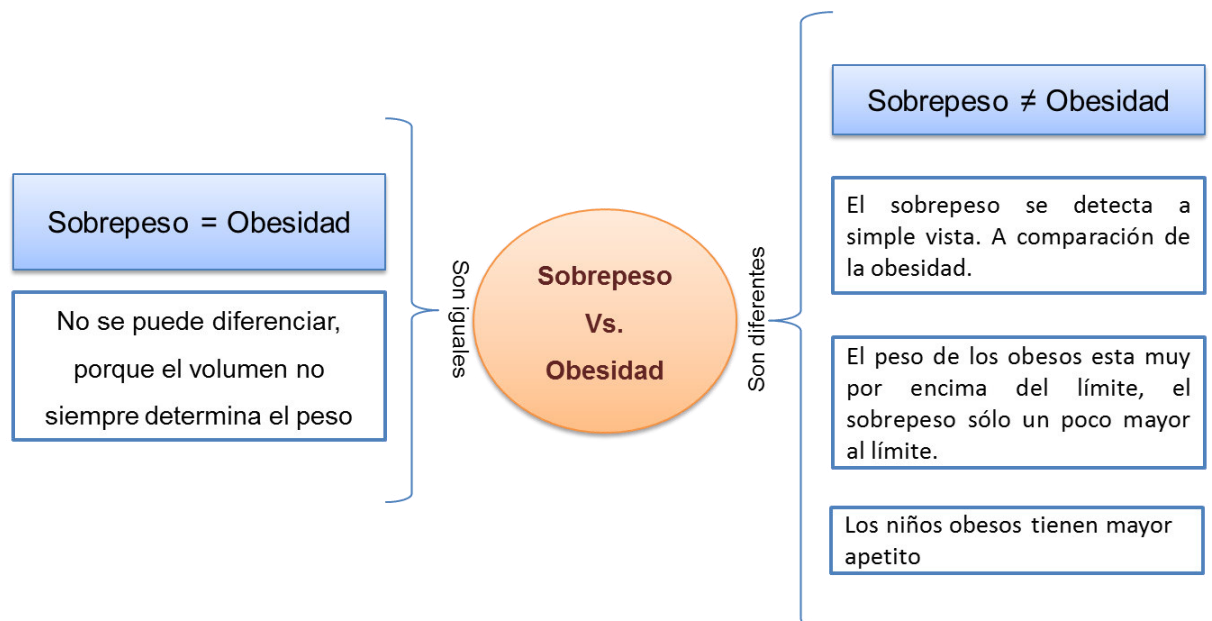 Sobrepeso = Obesidad
No se puede diferenciar,
porque el volumen no
siempre determina el peso
Son iguales
Sobrepeso
Vs.
Obesidad
Son diferentes
Sobrepeso ≠ Obesidad
El sobrepeso se detecta a
simple vista. A comparación de
la obesidad.
El peso de los obesos esta muy
por encima del límite, el
sobrepeso sólo un poco mayor
al límite.
Los niños obesos tienen mayor
apetito